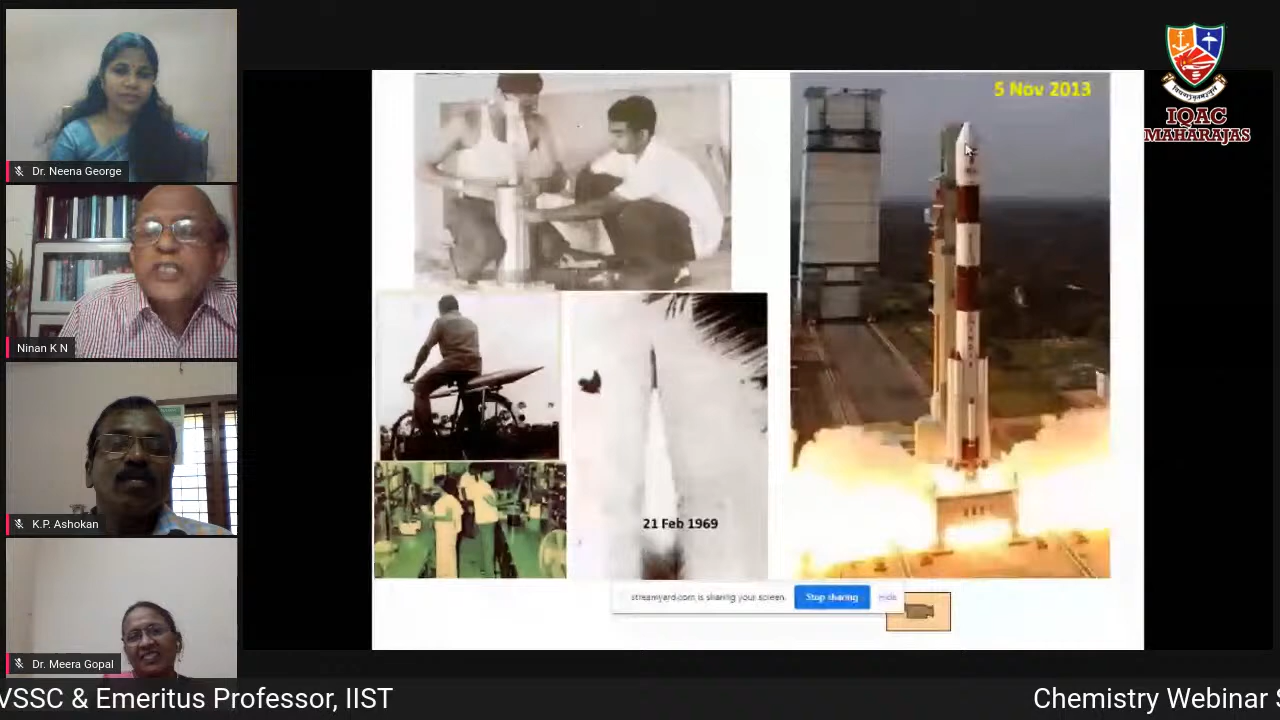 Dr. Neena George
Ninan K N
K.P. Ashokan
Dr. Meera Gopal
5 Nov 2013
21 Feb 1969
streamyard.com is sharing your screen.
Stop sharing
Hide
IQAC
MAHARAJAS
VSSC & Emeritus Professor, IIST
Chemistry Webinar S